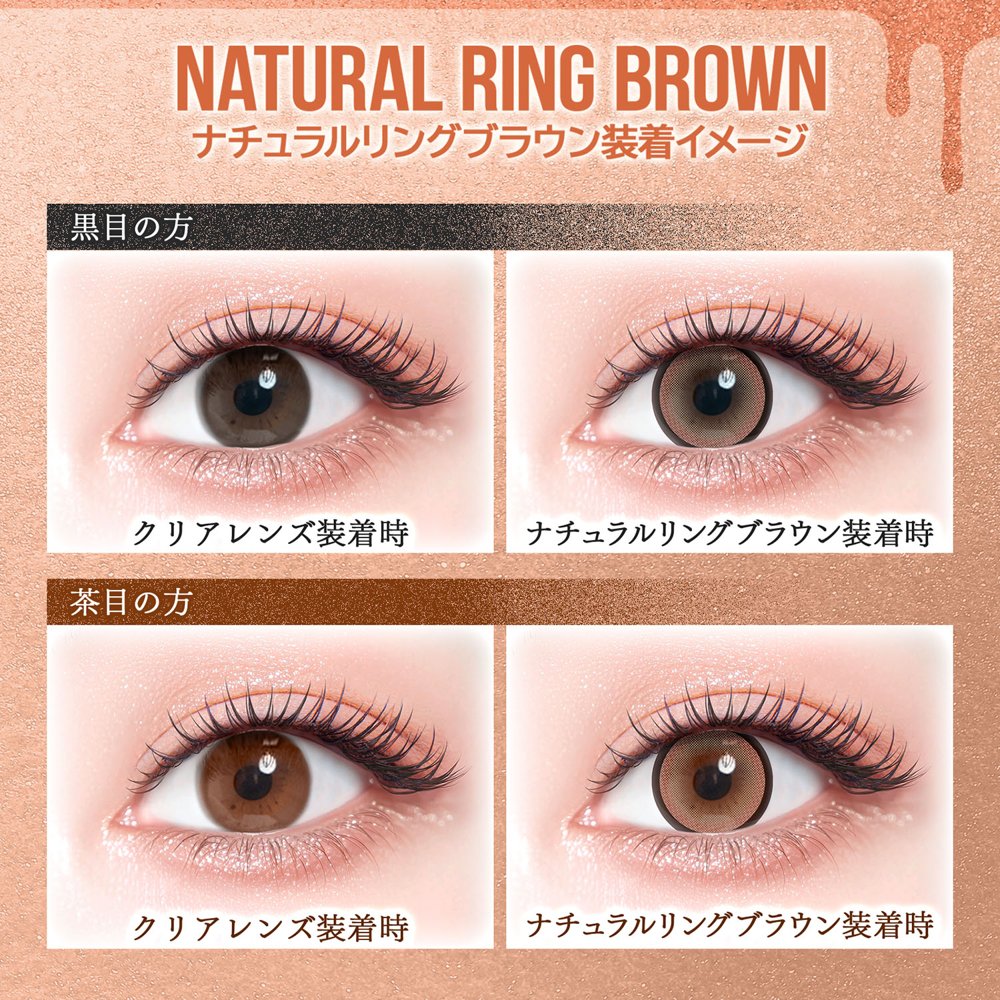 NATURAL RING BROWN
ナチュラルリングブラウン装着イメージ
黒目の方
クリアレンズ装着時
ナチュラルリングブラウン装着時
茶目の方
クリアレンズ装着時
ナチュラルリングブラウン装着時